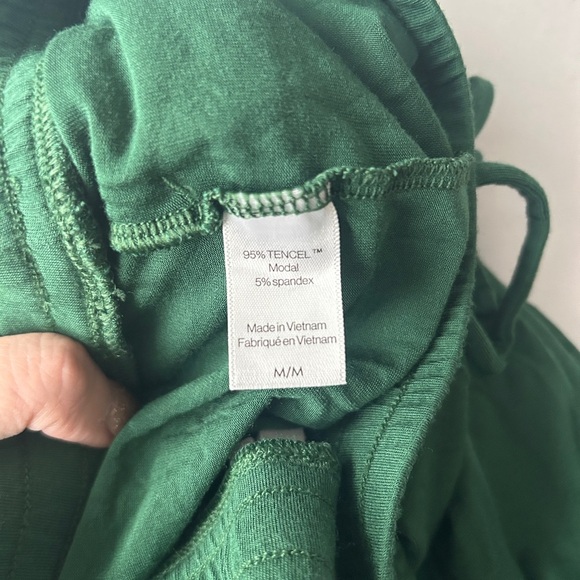 95% TENCEL™
Modal
5% spandex
Made in Vietnam
Fabriqué en Vietnam
M/M